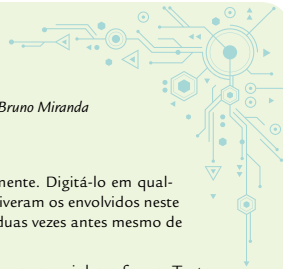 Bruno Miranda
mente. Digitá-lo em qual-
iveram os envolvidos neste
duas vezes antes mesmo de